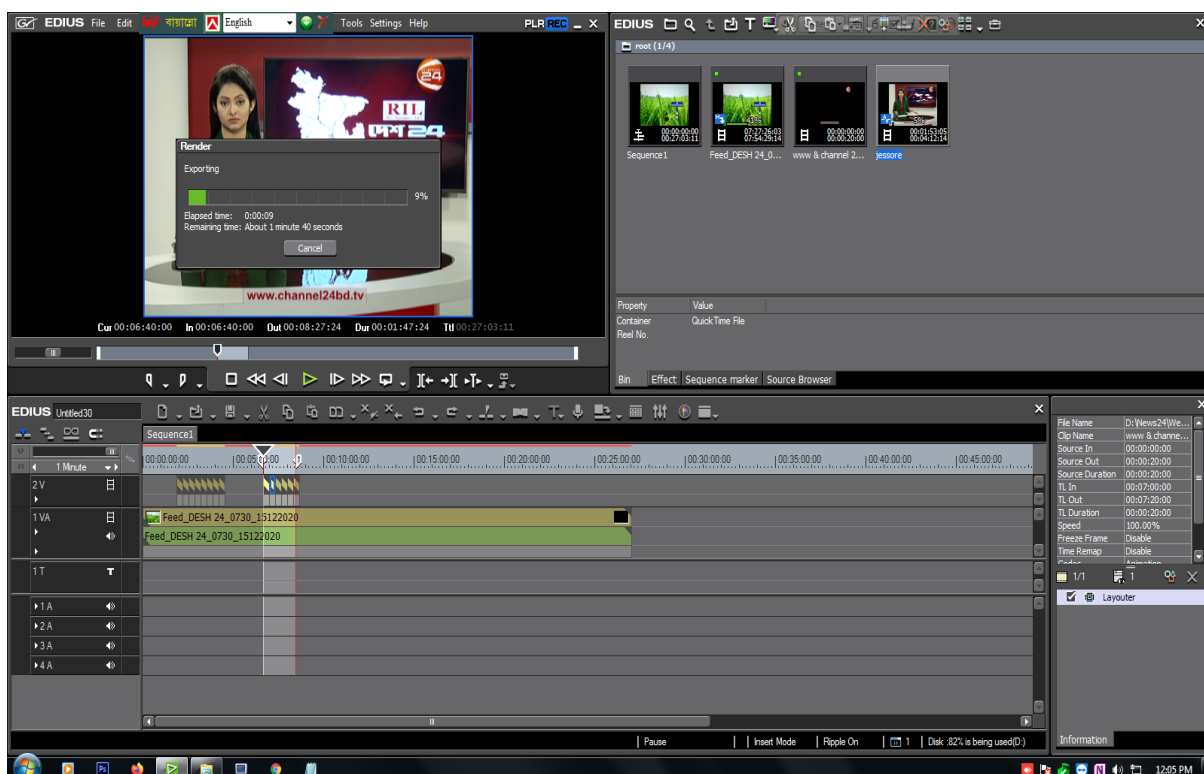 EDIUS File Edit বায়ান্নো English Tools Settings Help PLR REC
24
RIL
দেশ 24
Render
Exporting
9%
Elapsed time: 0:00:09
Remaining time: About 1 minute 40 seconds
Cancel
www.channel24bd.tv
Cur 00:06:40:00 In 00:06:40:00 Out 00:08:27:24 Dur 00:01:47:24 Ttl 00:27:03:11
EDIUS
root (1/4)
00:00:00:00
00:27:03:11
Sequence1
41%
07:27:26:03
07:54:29:14
Feed_DESH 24_0...
00:00:00:00
00:00:20:00
www & channel 2...
5%
00:01:53:05
00:04:12:14
jessore
Property Value
Container QuickTime File
Reel No.
Bin Effect Sequence marker Source Browser
EDIUS Untitled30
Sequence1
1 Minute
00:00:00:00 00:05:00:00 00:10:00:00 00:15:00:00 00:20:00:00 00:25:00:00 00:30:00:00 00:35:00:00 00:40:00:00 00:45:00:00
2 V
1 VA
Feed_DESH 24_0730_15122020
Feed_DESH 24_0730_15122020
1 T T
1 A
2 A
3 A
4 A
Pause Insert Mode Ripple On 1 Disk :82% is being used(D:)
File Name D:\News24\We...
Clip Name www & channe...
Source In 00:00:00:00
Source Out 00:00:20:00
Source Duration 00:00:20:00
TL In 00:07:00:00
TL Out 00:07:20:00
TL Duration 00:00:20:00
Speed 100.00%
Freeze Frame Disable
Time Remap Disable
Codec Animation
1/1 1
Layouter
Information
Ps
12:05 PM